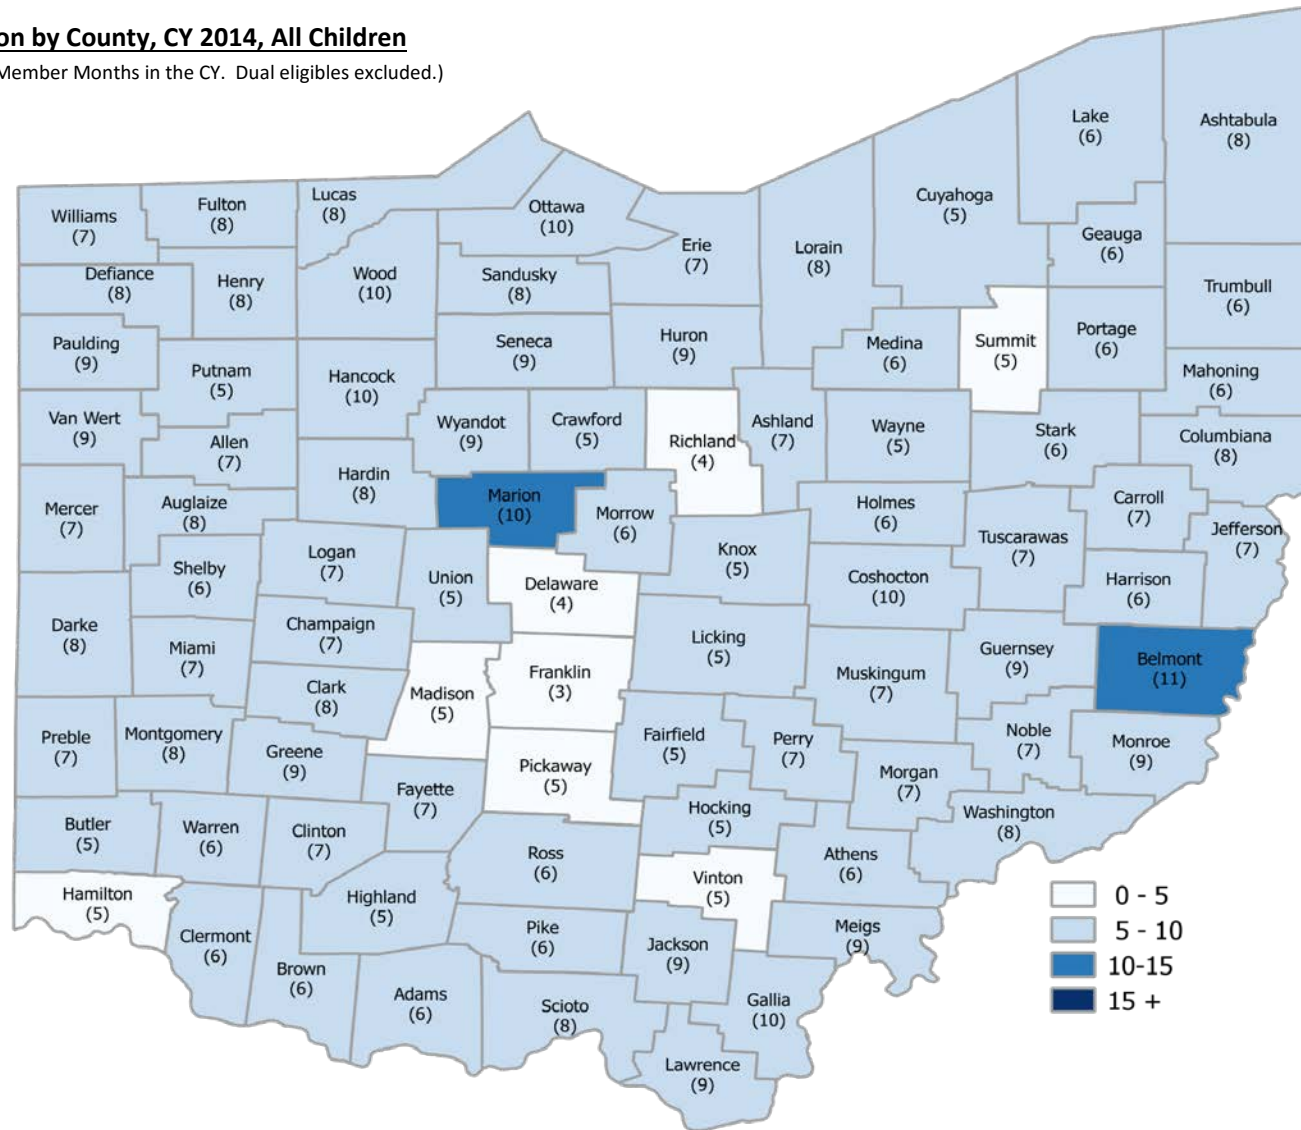 on by County, CY 2014, All Children
Member Months in the CY. Dual eligibles excluded.)
Lake
(6)
Ashtabula
(8)
Cuyahoga
(5)
Lucas
(8)
Fulton
(8)
Williams
(7)
Ottawa
(10)
Geauga
(6)
Erie
(7)
Lorain
(8)
Defiance
(8)
Henry
(8)
Wood
(10)
Sandusky
(8)
Trumbull
(6)
Paulding
(9)
Putnam
(5)
Hancock
(10)
Seneca
(9)
Huron
(9)
Medina
(6)
Summit
(5)
Portage
(6)
Mahoning
(6)
Van Wert
(9)
Allen
(7)
Wyandot
(9)
Crawford
(5)
Richland
(4)
Ashland
(7)
Wayne
(5)
Stark
(6)
Columbiana
(8)
Mercer
(7)
Auglaize
(8)
Hardin
(8)
Marion
(10)
Morrow
(6)
Holmes
(6)
Tuscarawas
(7)
Carroll
(7)
Jefferson
(7)
Shelby
(6)
Logan
(7)
Union
(5)
Delaware
(4)
Knox
(5)
Coshocton
(10)
Harrison
(6)
Darke
(8)
Miami
(7)
Champaign
(7)
Licking
(5)
Muskingum
(7)
Guernsey
(9)
Belmont
(11)
Clark
(8)
Madison
(5)
Franklin
(3)
Preble
(7)
Montgomery
(8)
Greene
(9)
Fairfield
(5)
Perry
(7)
Noble
(7)
Monroe
(9)
Pickaway
(5)
Fayette
(7)
Morgan
(7)
Hocking
(5)
Washington
(8)
Butler
(5)
Warren
(6)
Clinton
(7)
Ross
(6)
Athens
(6)
Vinton
(5)
Hamilton
(5)
Highland
(5)
Clermont
(6)
Pike
(6)
Jackson
(9)
Meigs
(9)
Brown
(6)
Adams
(6)
Scioto
(8)
Gallia
(10)
Lawrence
(9)
0 - 5
5 - 10
10-15
15 +